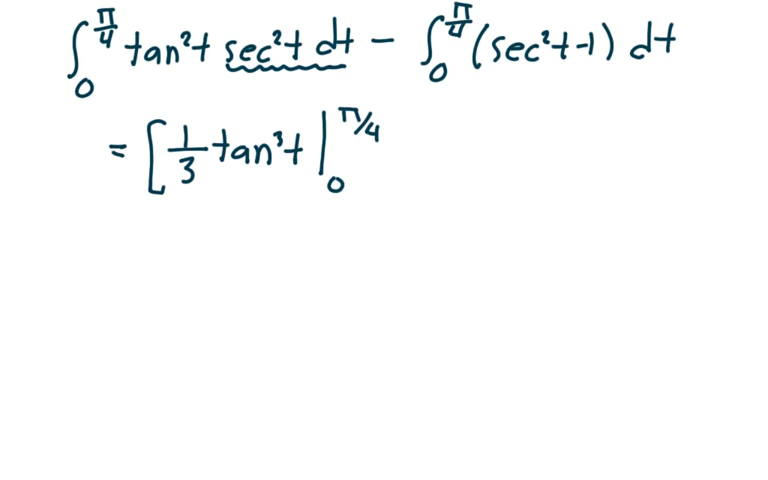 ∫₀^{π/4} tan²t sec²t dt − ∫₀^{π/4} (sec²t−1) dt
= [ 1/3 tan³t |₀^{π/4}